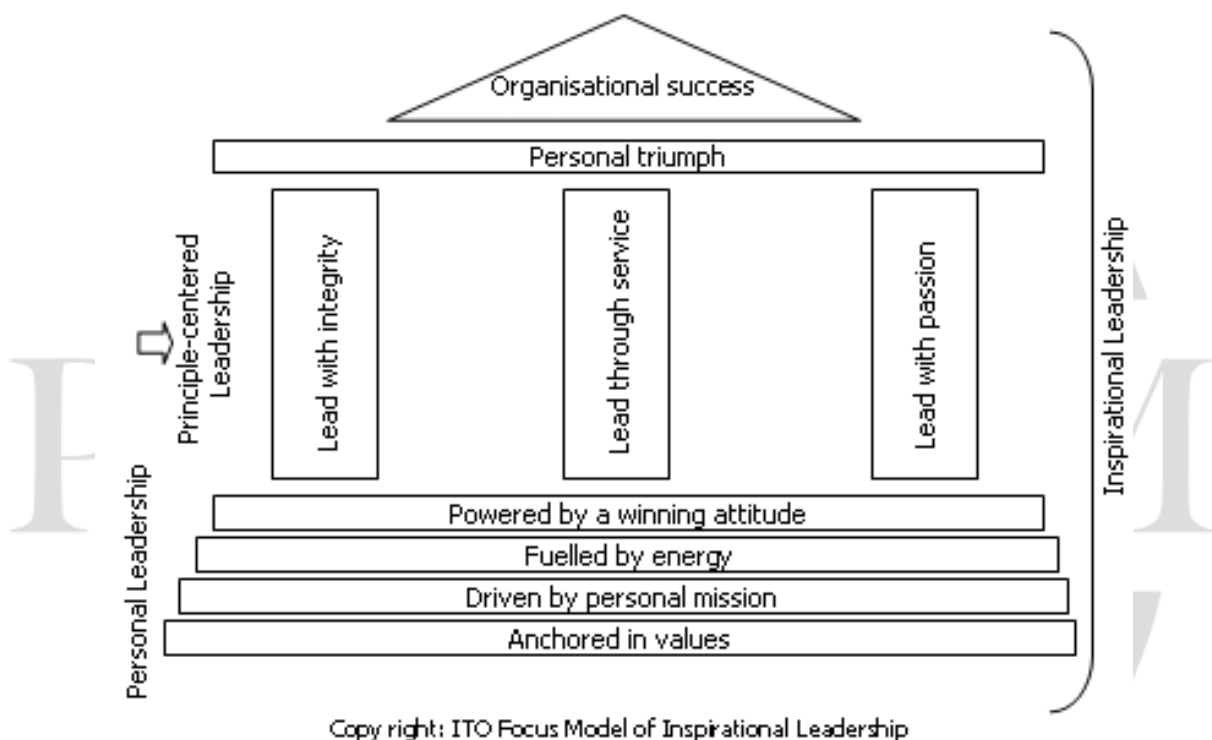 Organisational success
Personal triumph
Principle-centered
Leadership
Lead with integrity
Lead through service
Lead with passion
Inspirational Leadership
Personal Leadership
Powered by a winning attitude
Fuelled by energy
Driven by personal mission
Anchored in values
Copy right: ITO Focus Model of Inspirational Leadership